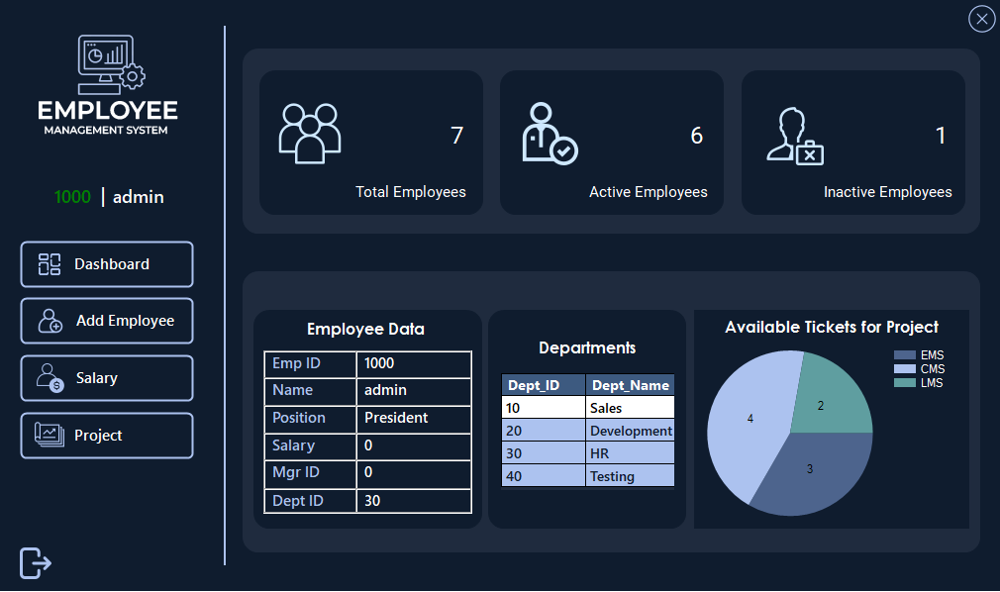 EMPLOYEE
MANAGEMENT SYSTEM
1000 | admin
Dashboard
Add Employee
Salary
$
Project
7
Total Employees
6
Active Employees
1
Inactive Employees
Employee Data
Emp ID 1000
Name admin
Position President
Salary 0
Mgr ID 0
Dept ID 30
Departments
Dept_ID Dept_Name
10 Sales
20 Development
30 HR
40 Testing
Available Tickets for Project
EMS
CMS
LMS
4
2
3